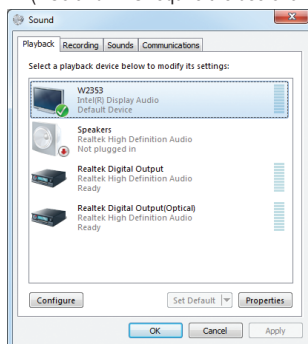 Sound
Playback
Recording
Sounds
Communications
Select a playback device below to modify its settings:
W2353
Intel(R) Display Audio
Default Device
Speakers
Realtek High Definition Audio
Not plugged in
Realtek Digital Output
Realtek High Definition Audio
Ready
Realtek Digital Output(Optical)
Realtek High Definition Audio
Ready
Configure
Set Default
Properties
OK
Cancel
Apply